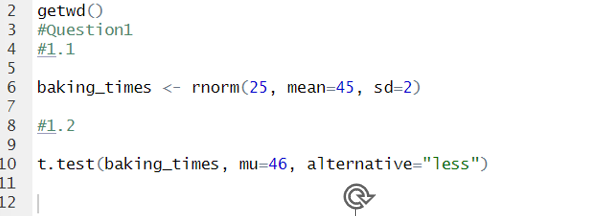 2 getwd()
3 #Question1
4 #1.1
5
6 baking_times <- rnorm(25, mean=45, sd=2)
7
8 #1.2
9
10 t.test(baking_times, mu=46, alternative="less")
11
12